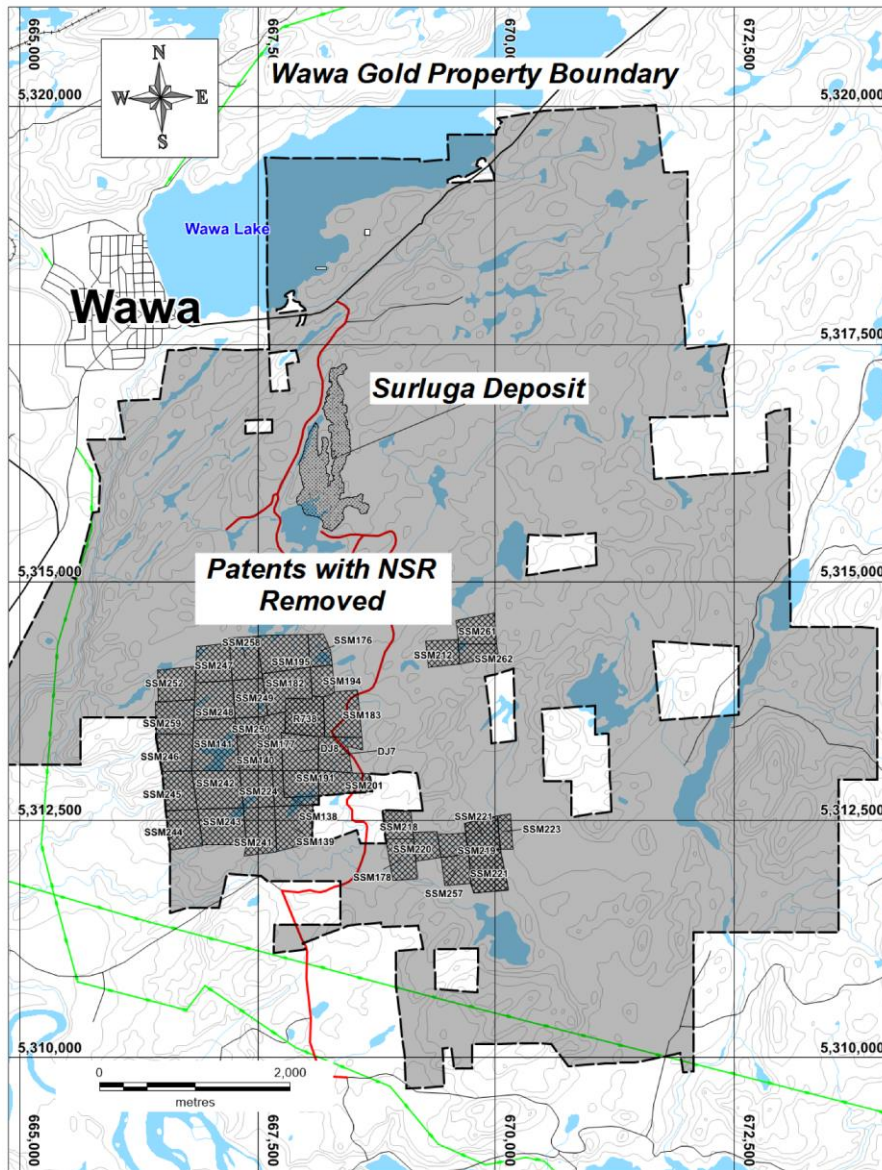 665,000
667,500
670,000
672,500
N
W E
S
Wawa Gold Property Boundary
5,320,000
5,320,000
Wawa Lake
Wawa
5,317,500
Surluga Deposit
5,315,000
5,315,000
Patents with NSR
Removed
SSM261
SSM258
SSM176
SSM212
SSM262
SSM247
SSM195
SSM252
SSM182
SSM194
SSM249
SSM248
SSM183
SSM259
R738
SSM250
SSM141
SSM177
DJ8
DJ7
SSM246
SSM140
SSM242
SSM191
SSM201
SSM245
SSM224
5,312,500
5,312,500
SSM138
SSM221
SSM243
SSM218
SSM223
SSM244
SSM241
SSM139
SSM220
SSM219
SSM178
SSM221
SSM257
5,310,000
5,310,000
0 2,000
metres
665,000
667,500
670,000
672,500